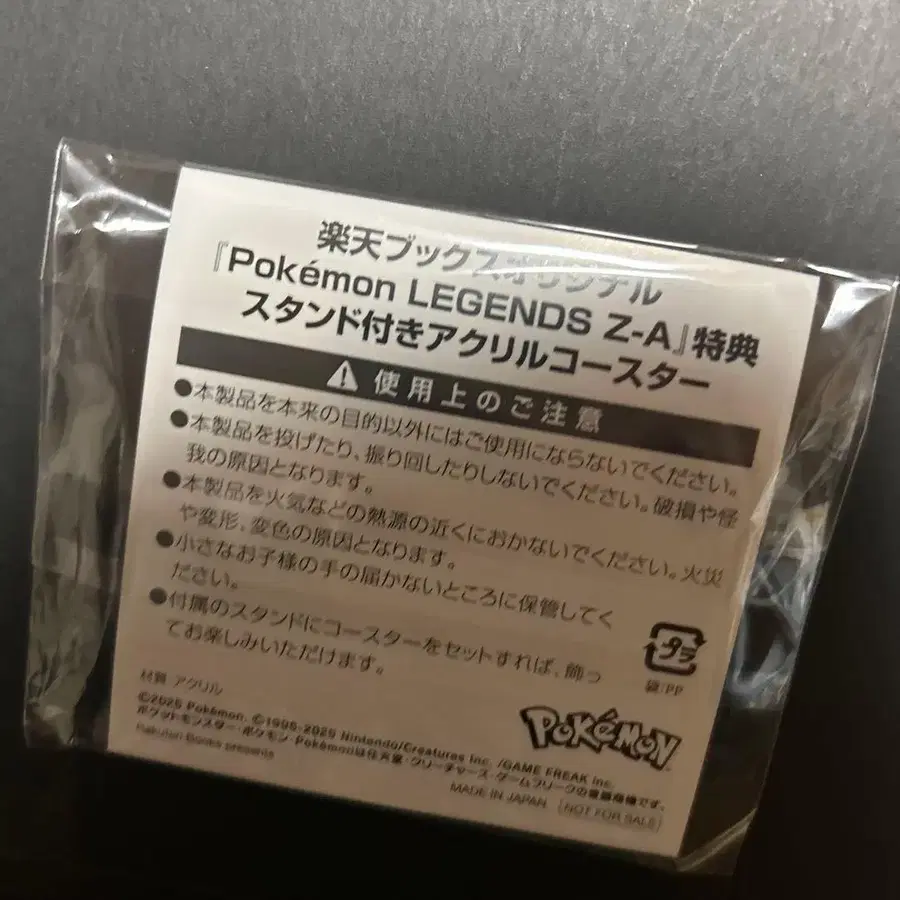 楽天ブックスオリジナル
『Pokémon LEGENDS Z-A』特典
スタンド付きアクリルコースター
使用上のご注意
●本製品を本来の目的以外にはご使用にならないでください。
●本製品を投げたり、振り回したりしないでください。破損や怪
我の原因となります。
●本製品を火気などの熱源の近くにおかないでください。火災
や変形、変色の原因となります。
●小さなお子様の手の届かないところに保管してく
ださい。
●付属のスタンドにコースターをセットすれば、飾っ
てお楽しみいただけます。
プラ
袋:PP
材質 アクリル
©2025 Pokémon. ©1995-2025 Nintendo/Creatures Inc. /GAME FREAK inc.
ポケットモンスター・ポケモン・Pokémonは任天堂・クリーチャーズ・ゲームフリークの登録商標です。
Rakuten Books presents
POKéMON
MADE IN JAPAN
NOT FOR SALE